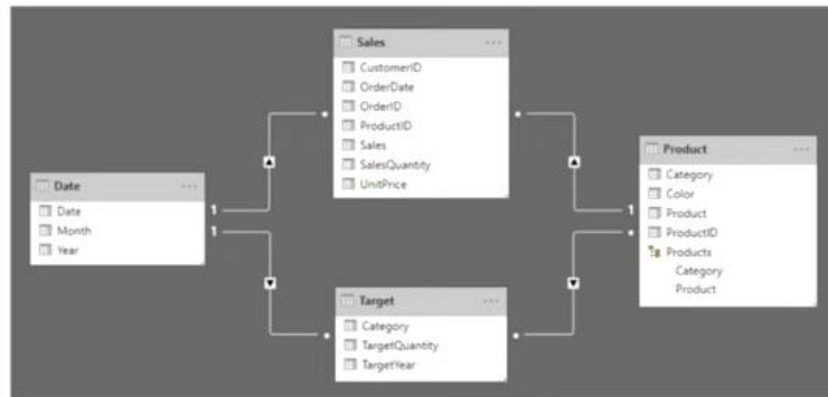 Sales
CustomerID
OrderDate
OrderID
ProductID
Sales
SalesQuantity
UnitPrice
Date
Date
Month
Year
1
1
Product
Category
Color
Product
ProductID
Products
Category
Product
1
Target
Category
TargetQuantity
TargetYear